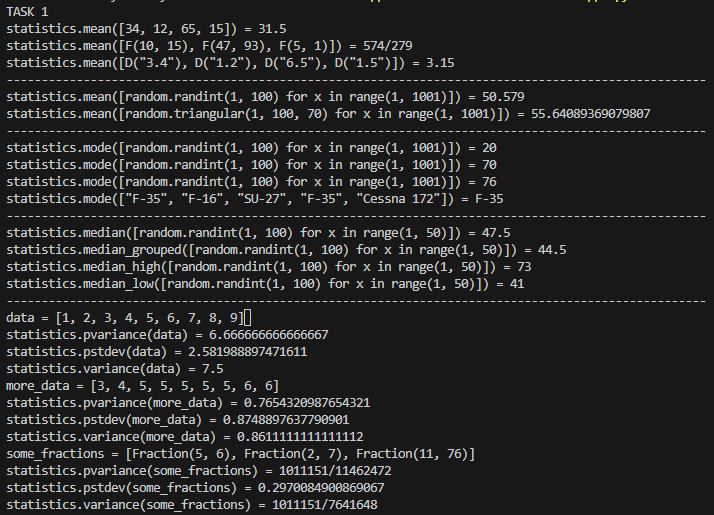 TASK 1
statistics.mean([34, 12, 65, 15]) = 31.5
statistics.mean([F(10, 15), F(47, 93), F(5, 1)]) = 574/279
statistics.mean([D("3.4"), D("1.2"), D("6.5"), D("1.5")]) = 3.15
----------------------------------------------------------------------------------------------------
statistics.mean([random.randint(1, 100) for x in range(1, 1001)]) = 50.579
statistics.mean([random.triangular(1, 100, 70) for x in range(1, 1001)]) = 55.64089369079807
----------------------------------------------------------------------------------------------------
statistics.mode([random.randint(1, 100) for x in range(1, 1001)]) = 20
statistics.mode([random.randint(1, 100) for x in range(1, 1001)]) = 70
statistics.mode([random.randint(1, 100) for x in range(1, 1001)]) = 76
statistics.mode(["F-35", "F-16", "SU-27", "F-35", "Cessna 172"]) = F-35
----------------------------------------------------------------------------------------------------
statistics.median([random.randint(1, 100) for x in range(1, 50)]) = 47.5
statistics.median_grouped([random.randint(1, 100) for x in range(1, 50)]) = 44.5
statistics.median_high([random.randint(1, 100) for x in range(1, 50)]) = 73
statistics.median_low([random.randint(1, 100) for x in range(1, 50)]) = 41
----------------------------------------------------------------------------------------------------
data = [1, 2, 3, 4, 5, 6, 7, 8, 9]
statistics.pvariance(data) = 6.666666666666667
statistics.pstdev(data) = 2.581988897471611
statistics.variance(data) = 7.5
more_data = [3, 4, 5, 5, 5, 5, 5, 6, 6]
statistics.pvariance(more_data) = 0.7654320987654321
statistics.pstdev(more_data) = 0.8748897637790901
statistics.variance(more_data) = 0.8611111111111112
some_fractions = [Fraction(5, 6), Fraction(2, 7), Fraction(11, 76)]
statistics.pvariance(some_fractions) = 1011151/11462472
statistics.pstdev(some_fractions) = 0.2970084900869067
statistics.variance(some_fractions) = 1011151/7641648